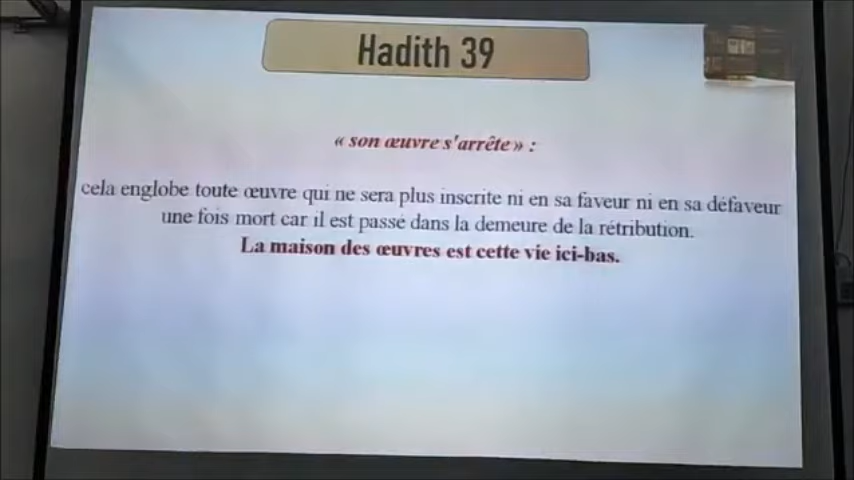 Hadith 39
« son œuvre s'arrête » :
cela englobe toute œuvre qui ne sera plus inscrite ni en sa faveur ni en sa défaveur
une fois mort car il est passé dans la demeure de la rétribution.
La maison des œuvres est cette vie ici-bas.